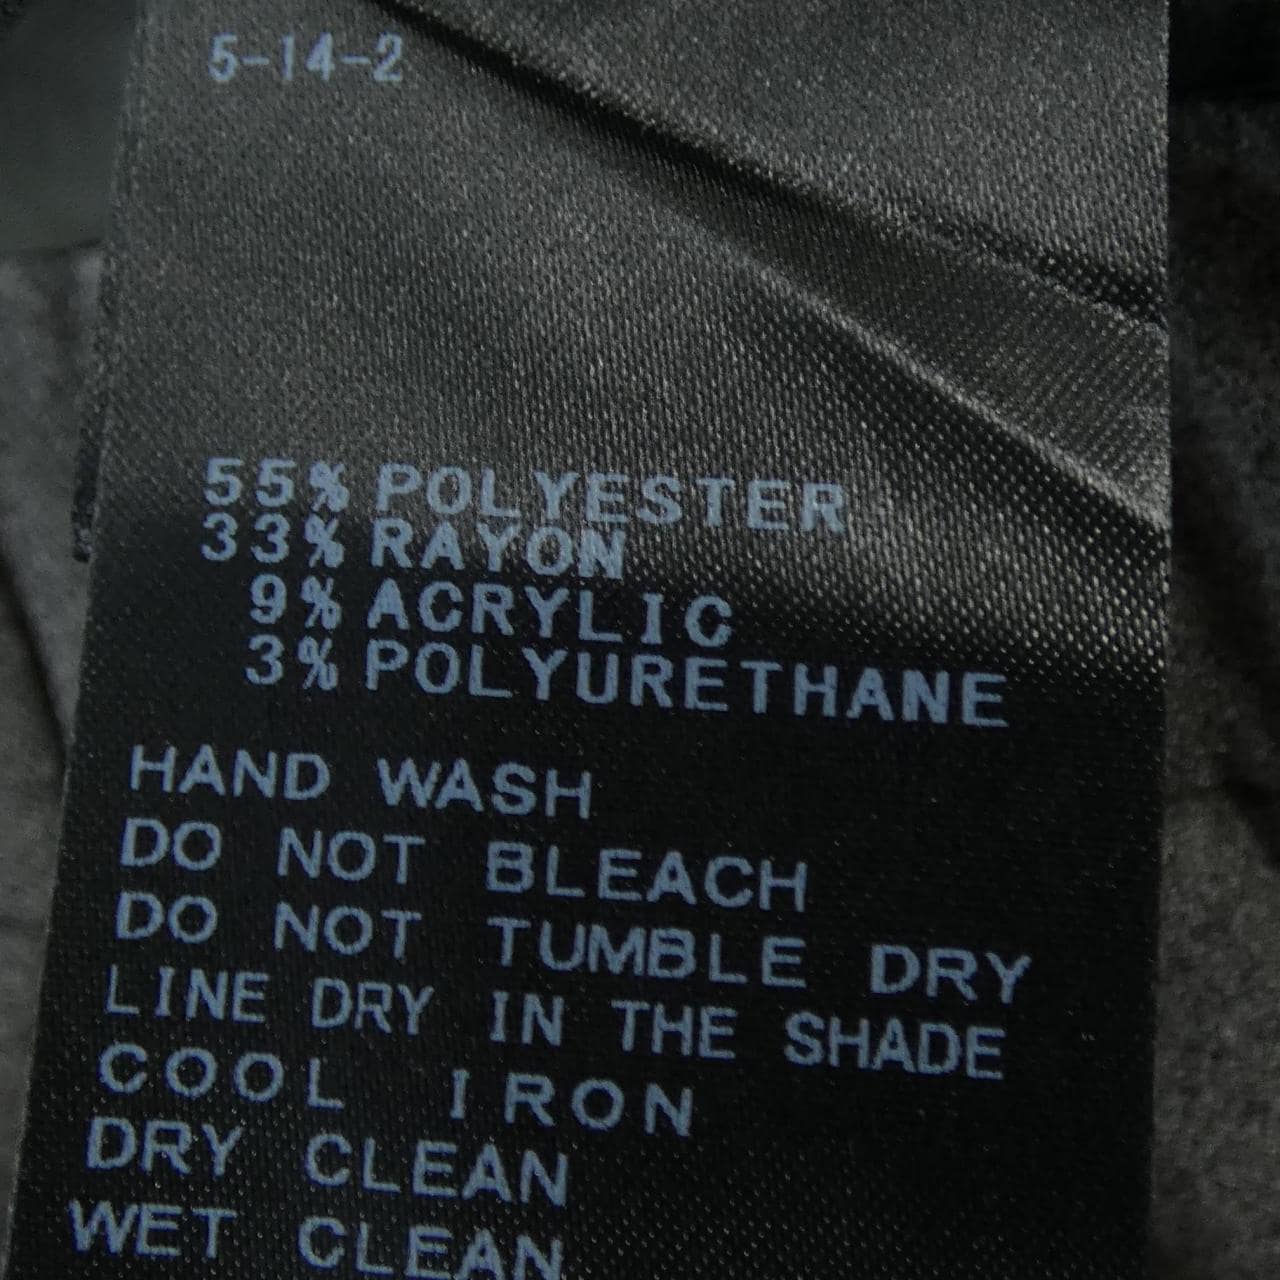 5-14-2
55% POLYESTER
33% RAYON
9% ACRYLIC
3% POLYURETHANE
HAND WASH
DO NOT BLEACH
DO NOT TUMBLE DRY
LINE DRY IN THE SHADE
COOL IRON
DRY CLEAN
WET CLEAN